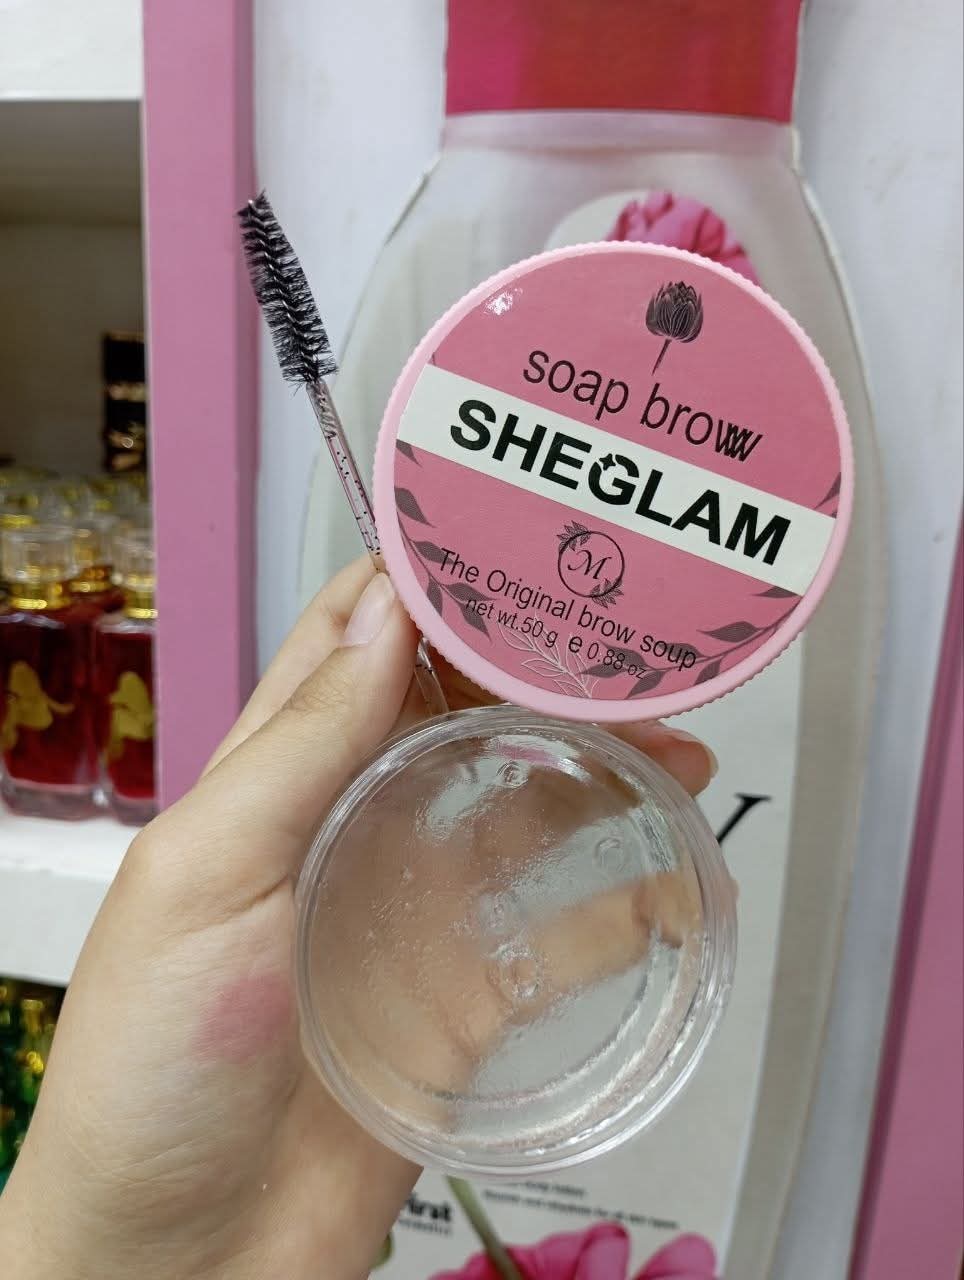 soap brow
SHEGLAM
M
The Original brow soup
net wt.50 g e 0.88 oz